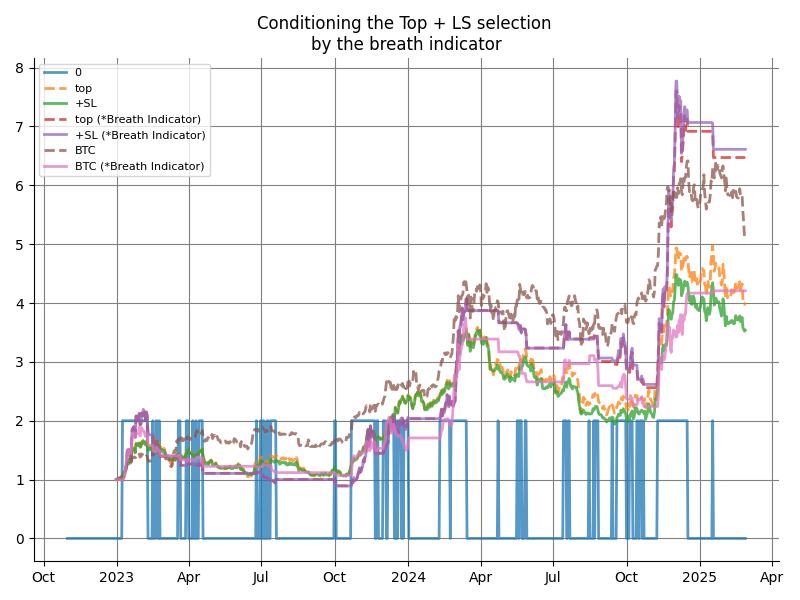 Conditioning the Top + LS selection
by the breath indicator
0
top
+SL
top (*Breath Indicator)
+SL (*Breath Indicator)
BTC
BTC (*Breath Indicator)
8
7
6
5
4
3
2
1
0
Oct
2023
Apr
Jul
Oct
2024
Apr
Jul
Oct
2025
Apr